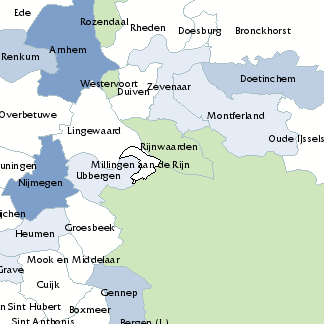 Ede
Rozendaal
Rheden
Doesburg
Bronckhorst
Arnhem
Renkum
Westervoort
Duiven
Zevenaar
Doetinchem
Montferland
Overbetuwe
Lingewaard
Oude IJssels
Rijnwaarden
Millingen aan de Rijn
uningen
Ubbergen
Nijmegen
ijchen
Groesbeek
Heumen
Mook en Middelaar
Grave
Cuijk
Gennep
n Sint Hubert
Boxmeer
Sint Anthonis
Bergen (L)